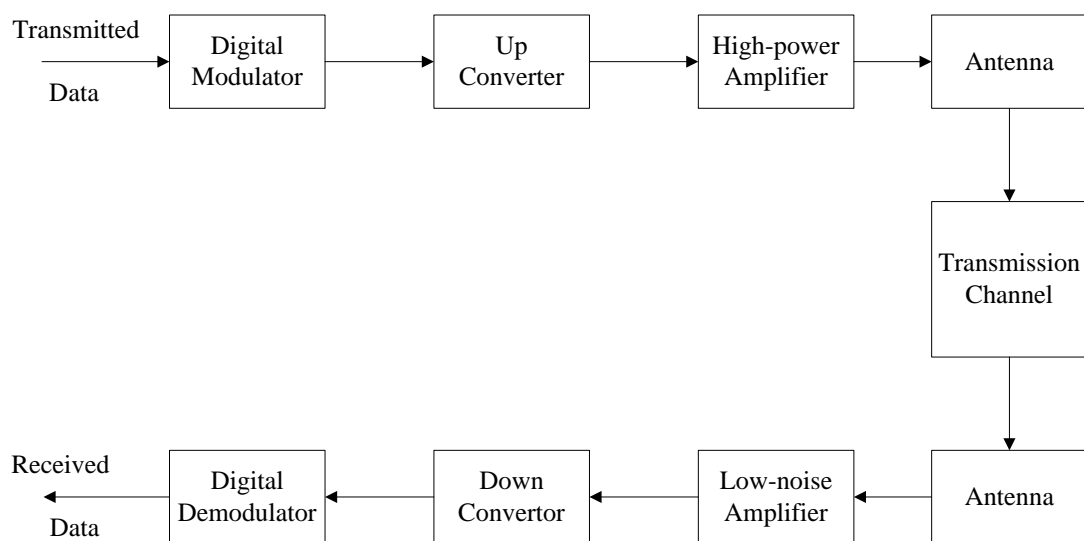 Transmitted
Data
Digital
Modulator
Up
Converter
High-power
Amplifier
Antenna
Transmission
Channel
Received
Data
Digital
Demodulator
Down
Convertor
Low-noise
Amplifier
Antenna